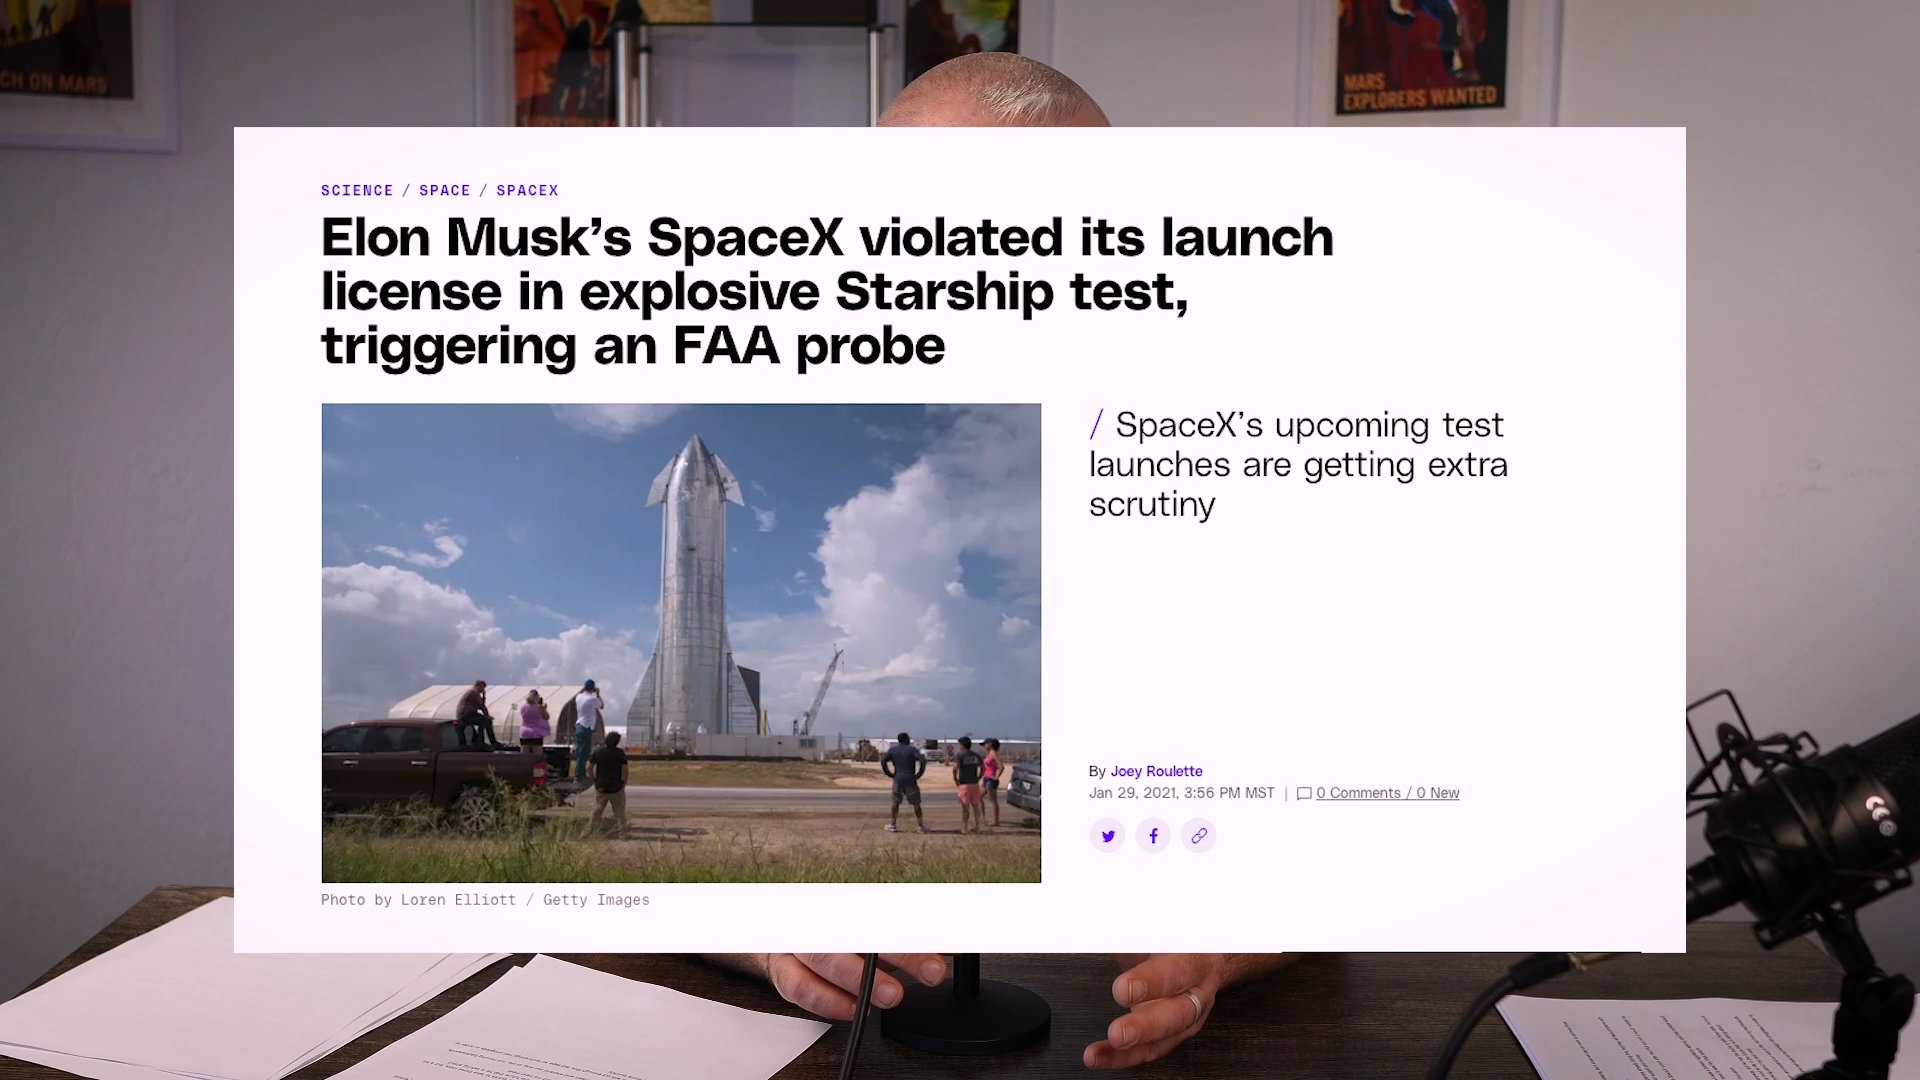 CH ON MARS
MARS
EXPLORERS WANTED
SCIENCE / SPACE / SPACEX
Elon Musk’s SpaceX violated its launch
license in explosive Starship test,
triggering an FAA probe
/ SpaceX’s upcoming test
launches are getting extra
scrutiny
By Joey Roulette
Jan 29, 2021, 3:56 PM MST | 0 Comments / 0 New
Photo by Loren Elliott / Getty Images